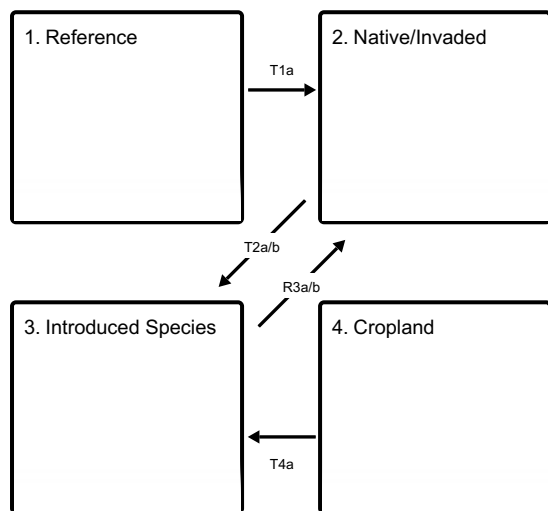 1. Reference
2. Native/Invaded
T1a
T2a/b
R3a/b
3. Introduced Species
4. Cropland
T4a